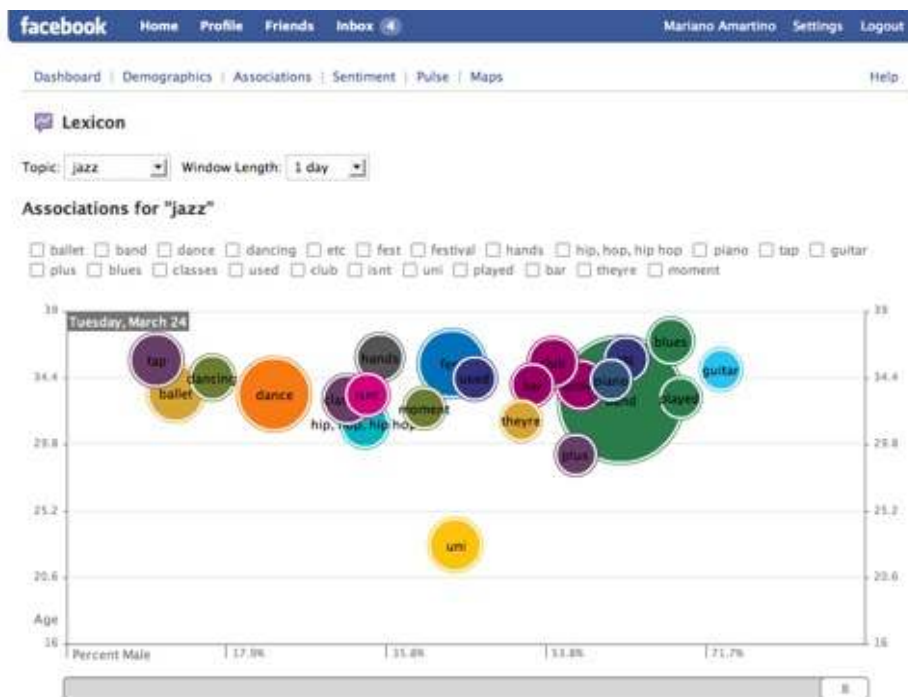 facebook Home Profile Friends Inbox 4 Mariano Amartino Settings Logout
Dashboard | Demographics | Associations | Sentiment | Pulse | Maps Help
Lexicon
Topic: jazz Window Length: 1 day
Associations for "jazz"
ballet band dance dancing etc fest festival hands hip, hop, hip hop piano tap guitar
plus blues classes used club isnt uni played bar theyre moment
39 39
Tuesday, March 24
blues
tap hands
guitar
34.4 dancing used piano 34.4
ballet dance isnt bar band played
moment
hip, hop, hip hop theyre
29.8 29.8
plus
25.2 25.2
uni
20.6 20.6
Age
16 16
Percent Male 17.9% 35.8% 53.8% 71.7%